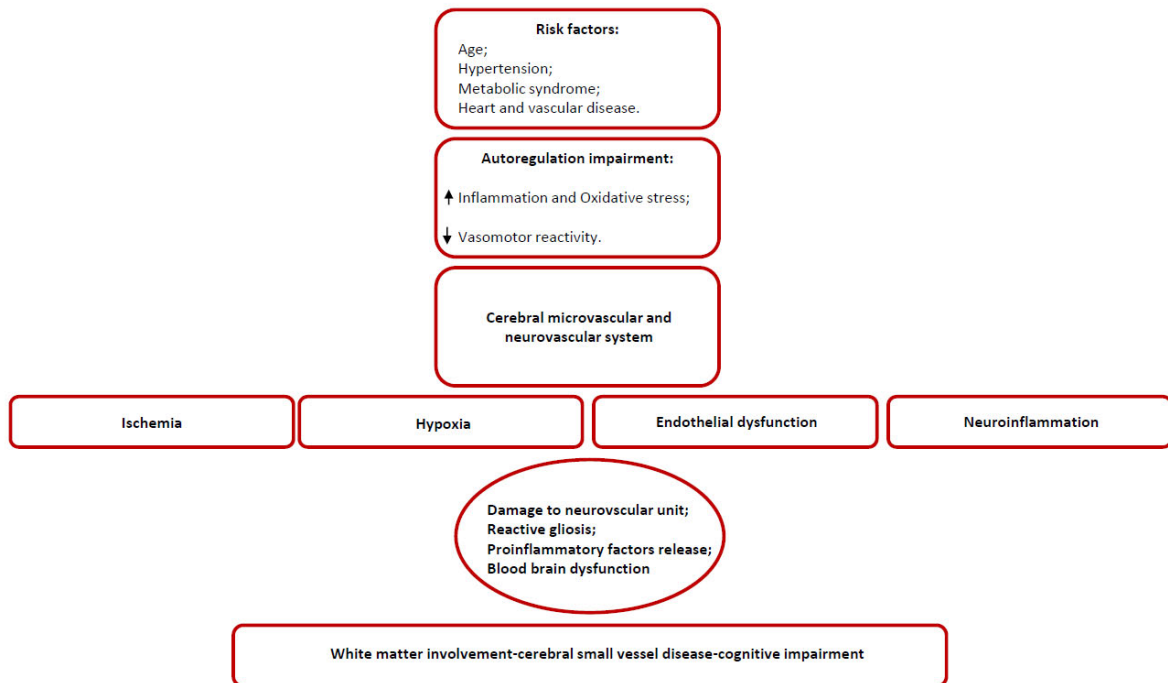 Risk factors:
Age;
Hypertension;
Metabolic syndrome;
Heart and vascular disease.
Autoregulation impairment:
↑ Inflammation and Oxidative stress;
↓ Vasomotor reactivity.
Cerebral microvascular and
neurovascular system
Ischemia
Hypoxia
Endothelial dysfunction
Neuroinflammation
Damage to neurovscular unit;
Reactive gliosis;
Proinflammatory factors release;
Blood brain dysfunction
White matter involvement-cerebral small vessel disease-cognitive impairment